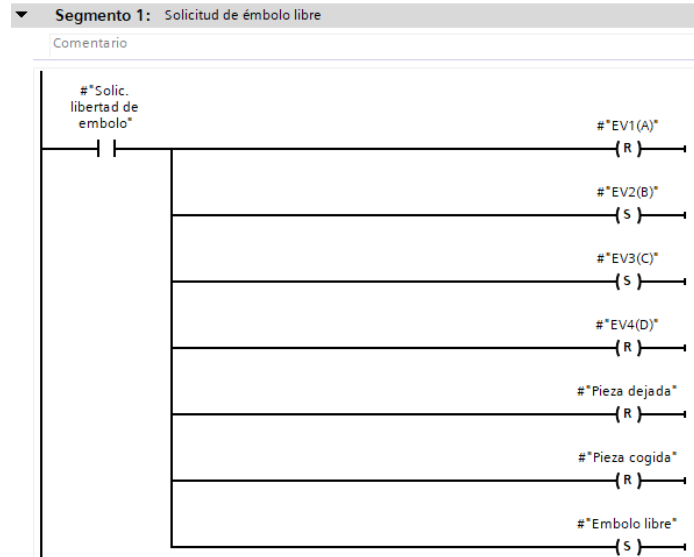 Segmento 1: Solicitud de émbolo libre
Comentario
#"Solic.
libertad de
embolo"
#"EV1(A)"
R
#"EV2(B)"
S
#"EV3(C)"
S
#"EV4(D)"
R
#"Pieza dejada"
R
#"Pieza cogida"
R
#"Embolo libre"
S